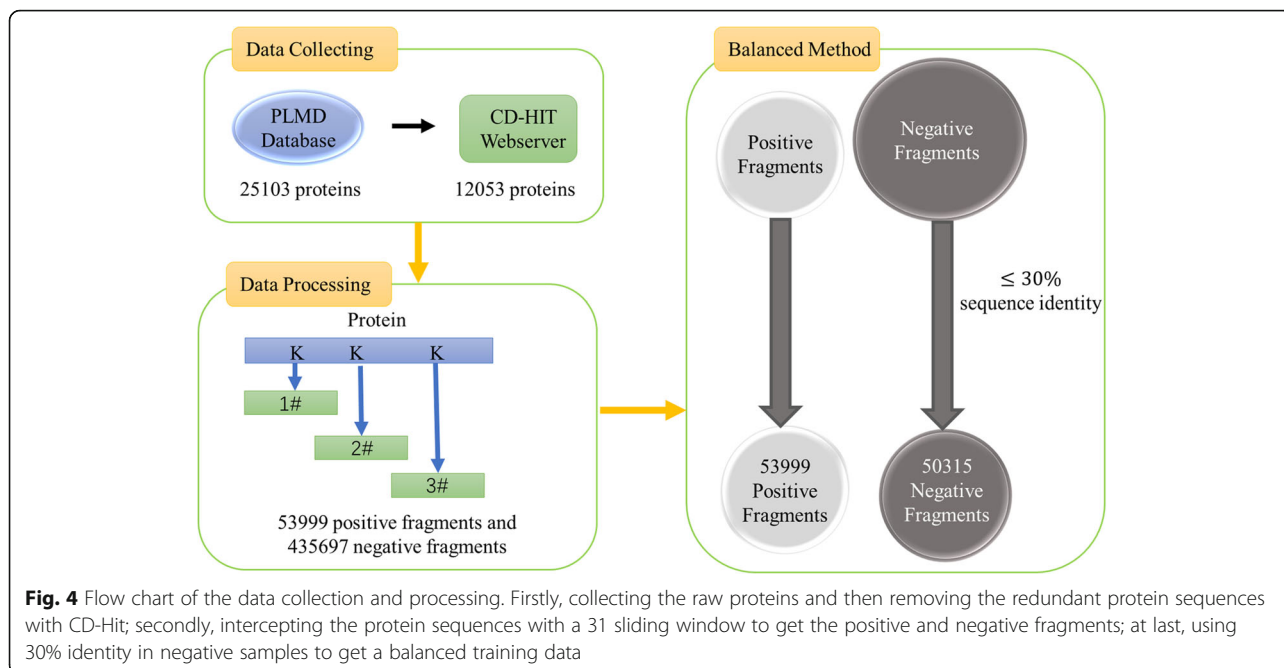 Data Collecting
PLMD
Database
CD-HIT
Webserver
25103 proteins
12053 proteins
Data Processing
Protein
K K K
1#
2#
3#
53999 positive fragments and
435697 negative fragments
Balanced Method
Positive
Fragments
Negative
Fragments
≤ 30%
sequence identity
53999
Positive
Fragments
50315
Negative
Fragments
Fig. 4 Flow chart of the data collection and processing. Firstly, collecting the raw proteins and then removing the redundant protein sequences
with CD-Hit; secondly, intercepting the protein sequences with a 31 sliding window to get the positive and negative fragments; at last, using
30% identity in negative samples to get a balanced training data